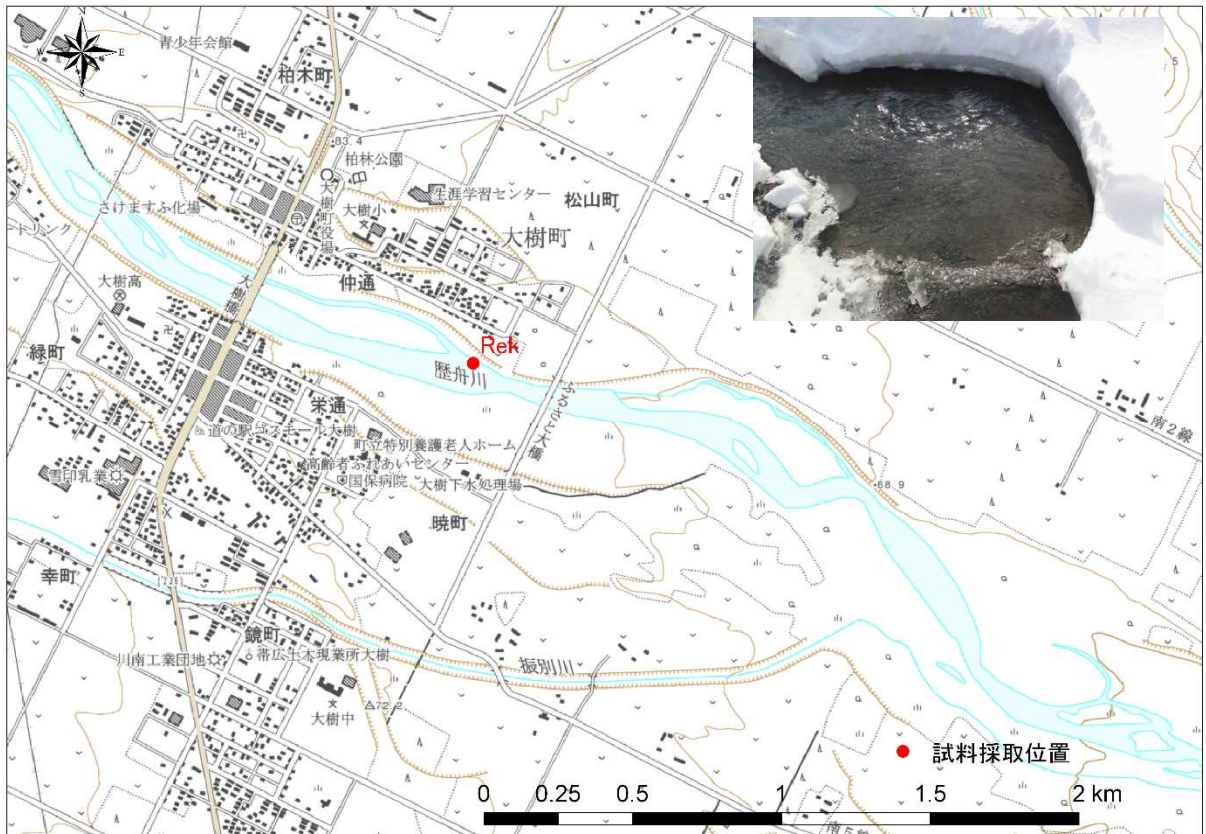 N
W
E
S
青少年会館
柏木町
83.4
柏林公園
生涯学習センター
松山町
大樹町役場
大樹小
大樹町
さけますふ化場
ートリンク
大樹高
大樹橋
仲通
緑町
Rek
歴舟川
栄通
ふるさと大橋
南2線
道の駅コスモール大樹
町立特別養護老人ホーム
高齢者ふれあいセンター
雪印乳業
国保病院
大樹下水処理場
68.9
暁町
幸町
236
鏡町
振別川
川南工業団地
帯広土木現業所大樹
72.2
大樹中
試料採取位置
0 0.25 0.5 1 1.5 2 km